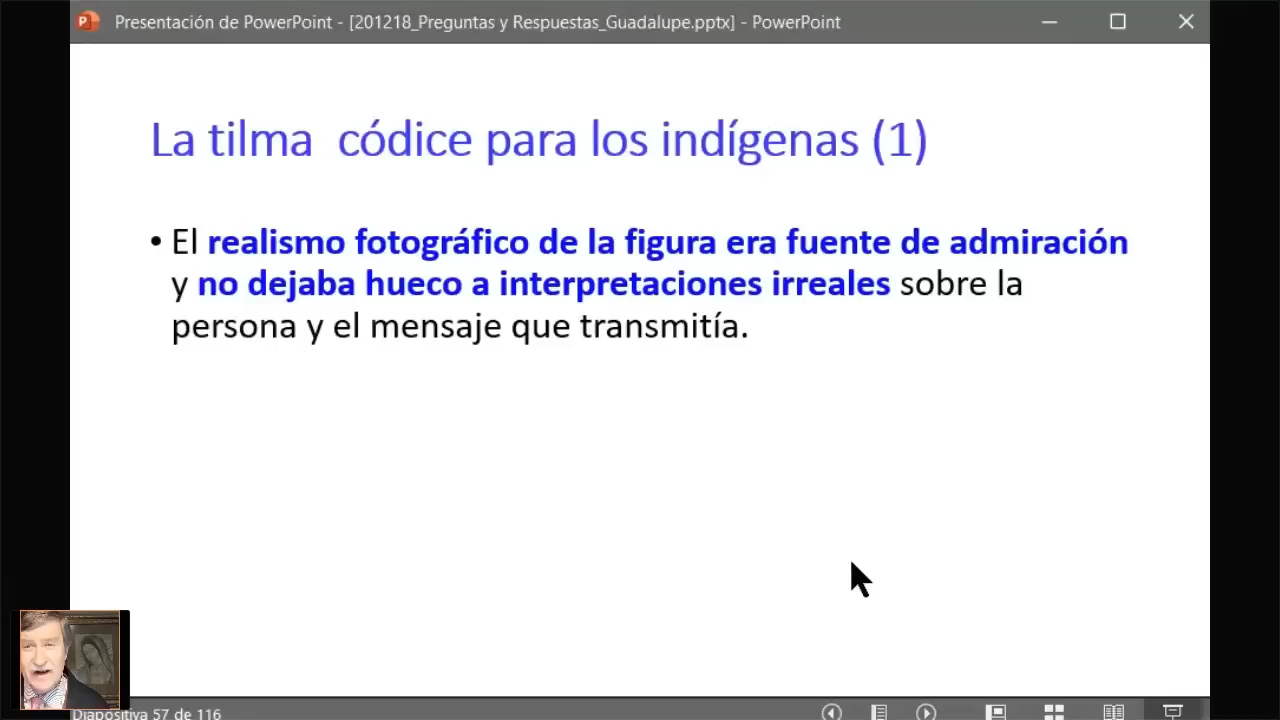 Presentación de PowerPoint - [201218_Preguntas y Respuestas_Guadalupe.pptx] - PowerPoint
La tilma códice para los indígenas (1)
• El realismo fotográfico de la figura era fuente de admiración
y no dejaba hueco a interpretaciones irreales sobre la
persona y el mensaje que transmitía.
Diapositiva 57 de 116